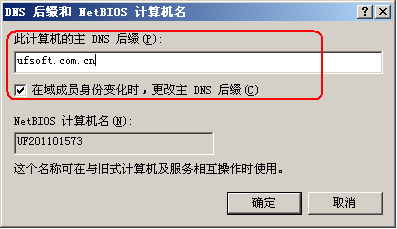 DNS 后缀和 NetBIOS 计算机名
此计算机的主 DNS 后缀(P):
ufsoft.com.cn
在域成员身份变化时，更改主 DNS 后缀(C)
NetBIOS 计算机名(N):
UF201101573
这个名称可在与旧式计算机及服务相互操作时使用。
确定 取消